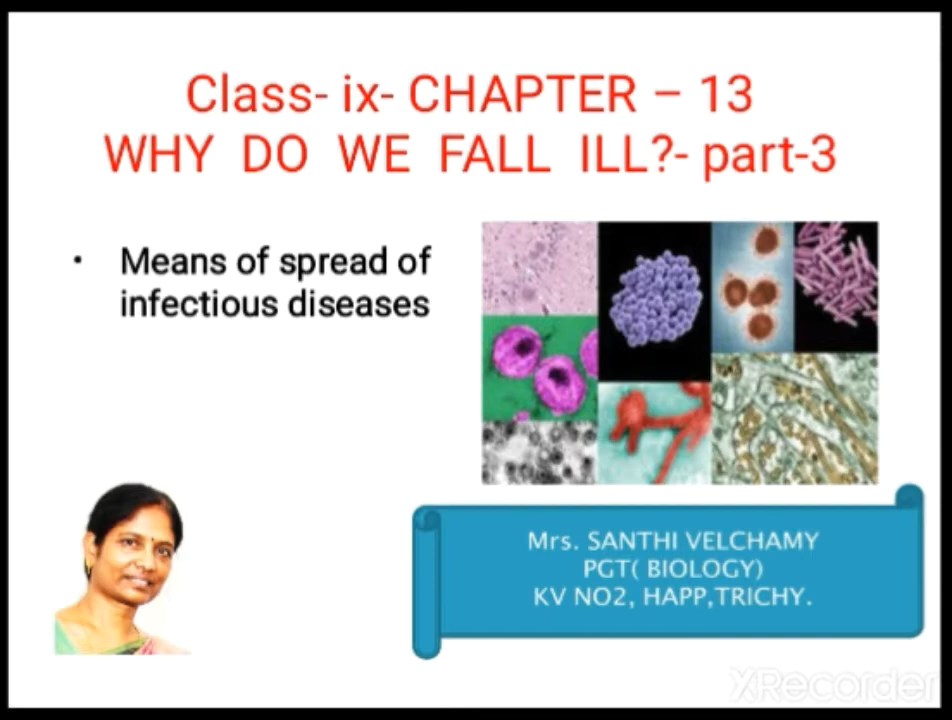 Class- ix- CHAPTER – 13
WHY DO WE FALL ILL?- part-3
• Means of spread of
infectious diseases
Mrs. SANTHI VELCHAMY
PGT( BIOLOGY)
KV NO2, HAPP,TRICHY.
XRecorder